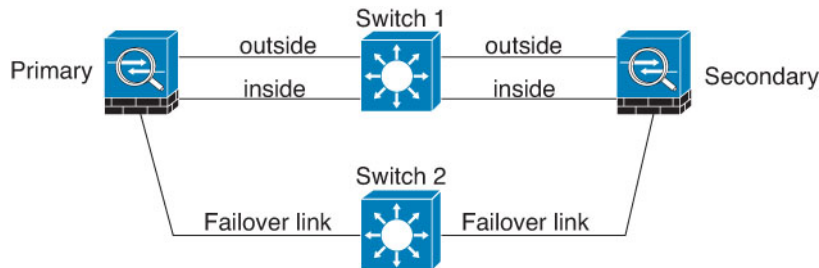 Switch 1
outside
outside
Primary
Secondary
inside
inside
Switch 2
Failover link
Failover link